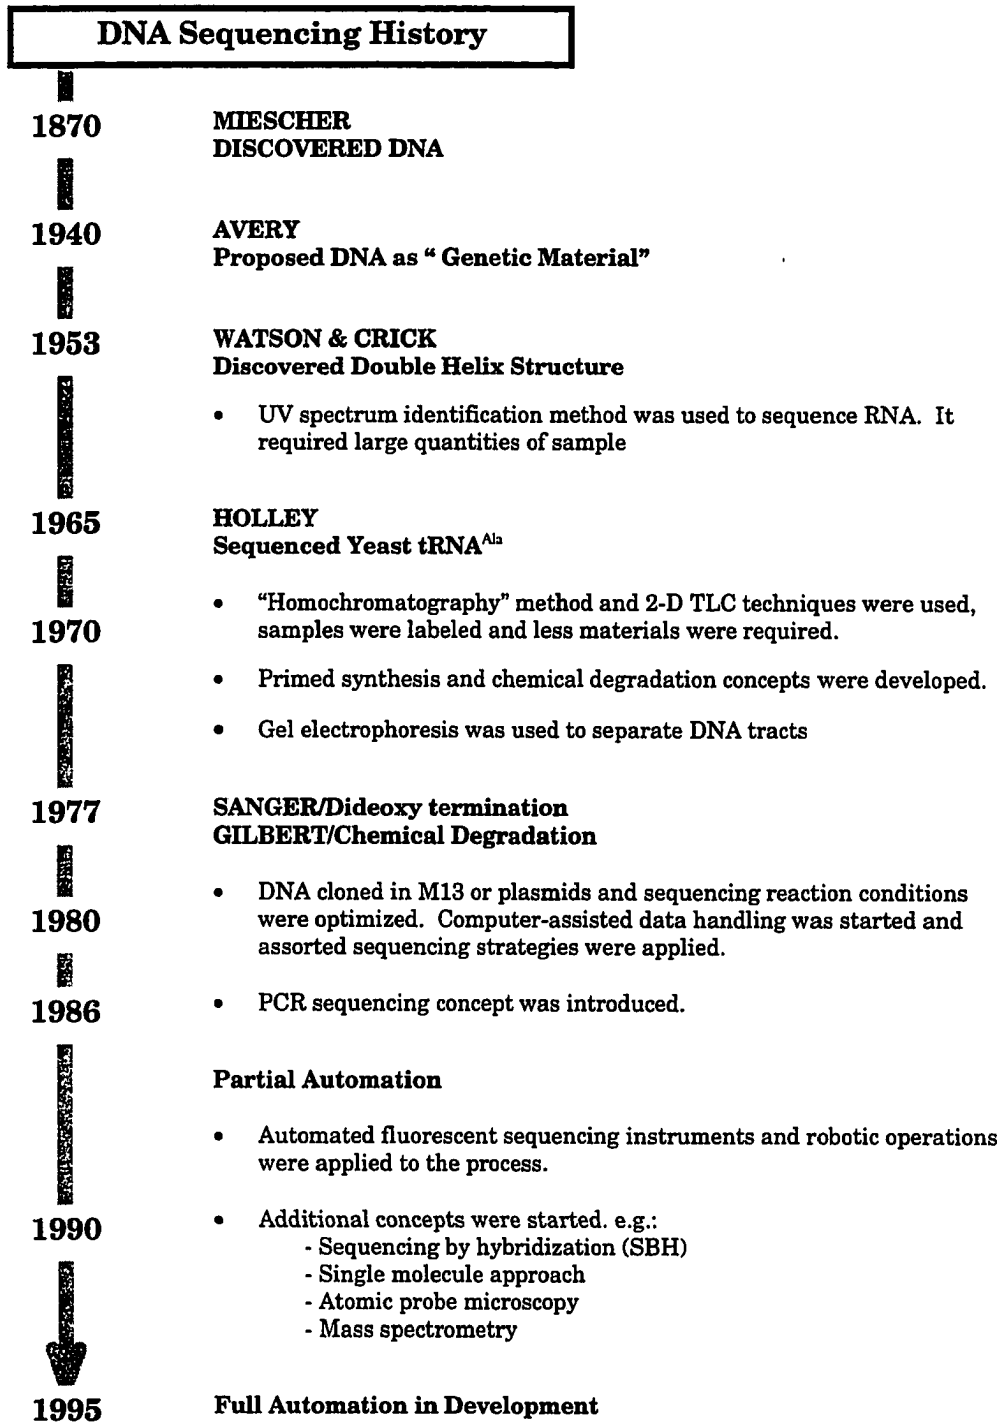 DNA Sequencing History
1870
MIESCHER
DISCOVERED DNA
1940
AVERY
Proposed DNA as “ Genetic Material”
1953
WATSON & CRICK
Discovered Double Helix Structure
• UV spectrum identification method was used to sequence RNA. It
required large quantities of sample
1965
HOLLEY
Sequenced Yeast tRNA^Ala
• “Homochromatography” method and 2-D TLC techniques were used,
1970
samples were labeled and less materials were required.
• Primed synthesis and chemical degradation concepts were developed.
• Gel electrophoresis was used to separate DNA tracts
1977
SANGER/Dideoxy termination
GILBERT/Chemical Degradation
• DNA cloned in M13 or plasmids and sequencing reaction conditions
1980
were optimized. Computer-assisted data handling was started and
assorted sequencing strategies were applied.
1986
• PCR sequencing concept was introduced.
Partial Automation
• Automated fluorescent sequencing instruments and robotic operations
were applied to the process.
1990
• Additional concepts were started. e.g.:
- Sequencing by hybridization (SBH)
- Single molecule approach
- Atomic probe microscopy
- Mass spectrometry
1995
Full Automation in Development